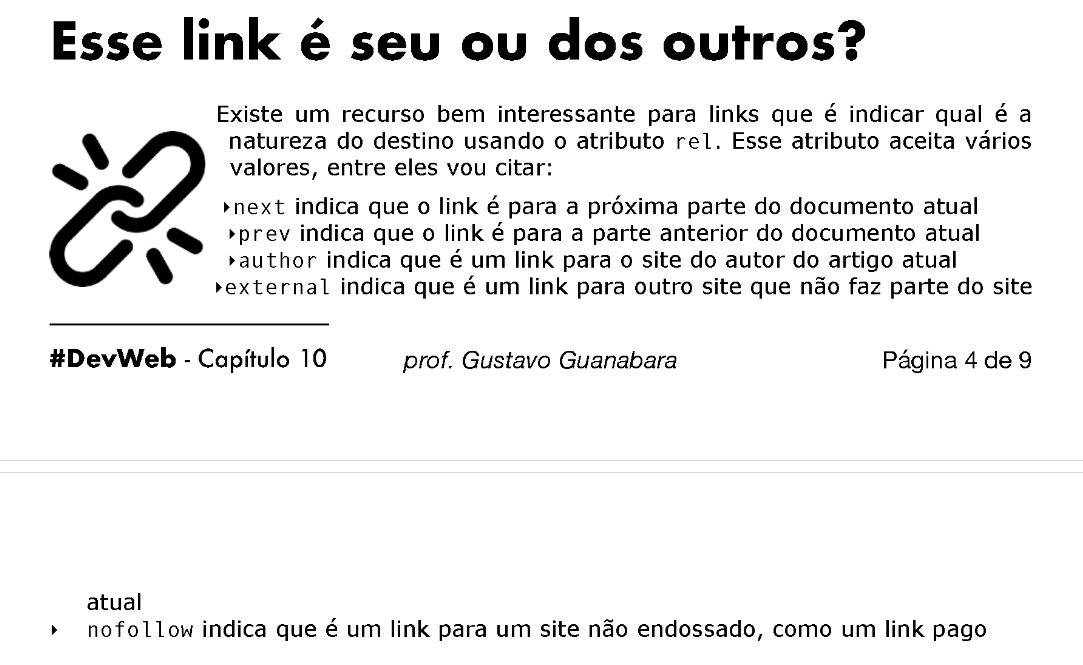 Esse link é seu ou dos outros?
Existe um recurso bem interessante para links que é indicar qual é a
natureza do destino usando o atributo rel. Esse atributo aceita vários
valores, entre eles vou citar:
‣next indica que o link é para a próxima parte do documento atual
‣prev indica que o link é para a parte anterior do documento atual
‣author indica que é um link para o site do autor do artigo atual
‣external indica que é um link para outro site que não faz parte do site
#DevWeb - Capítulo 10 prof. Gustavo Guanabara Página 4 de 9
atual
‣ nofollow indica que é um link para um site não endossado, como um link pago